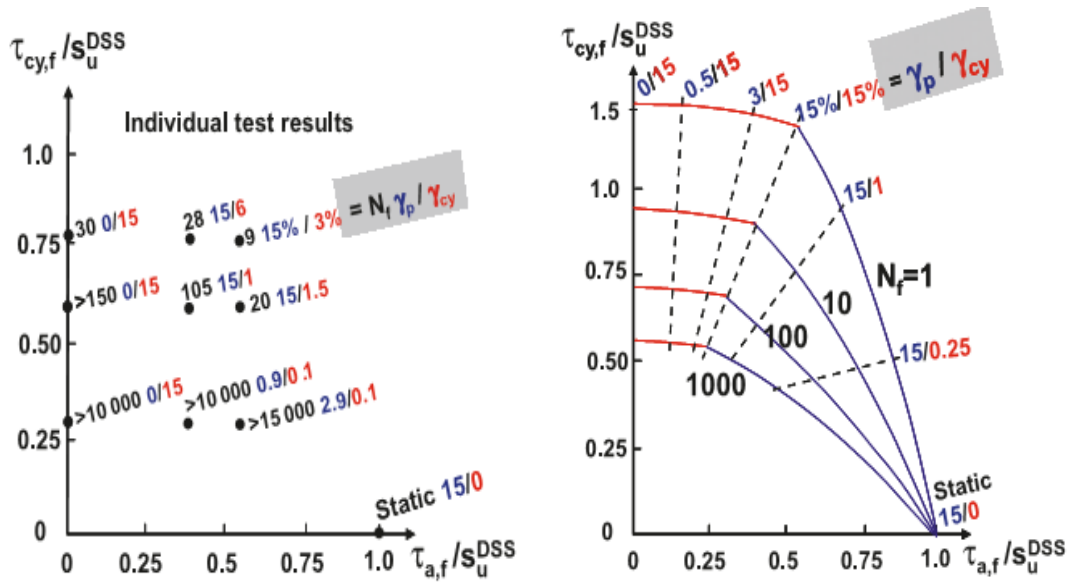 τcy,f /su^DSS
Individual test results
1.0
30 0/15
28 15/6
9 15% / 3% = Nf γp / γcy
0.75
>150 0/15
105 15/1
20 15/1.5
0.50
>10 000 0/15
>10 000 0.9/0.1
>15 000 2.9/0.1
0.25
Static 15/0
0
0 0.25 0.5 0.75 1.0
τa,f /su^DSS
τcy,f /su^DSS
0/15
0.5/15
3/15
15%/15% = γp / γcy
1.5
15/1
1.0
0.75
Nf=1
10
100
15/0.25
0.50
1000
0.25
Static
15/0
0
0 0.25 0.5 0.75 1.0
τa,f /su^DSS